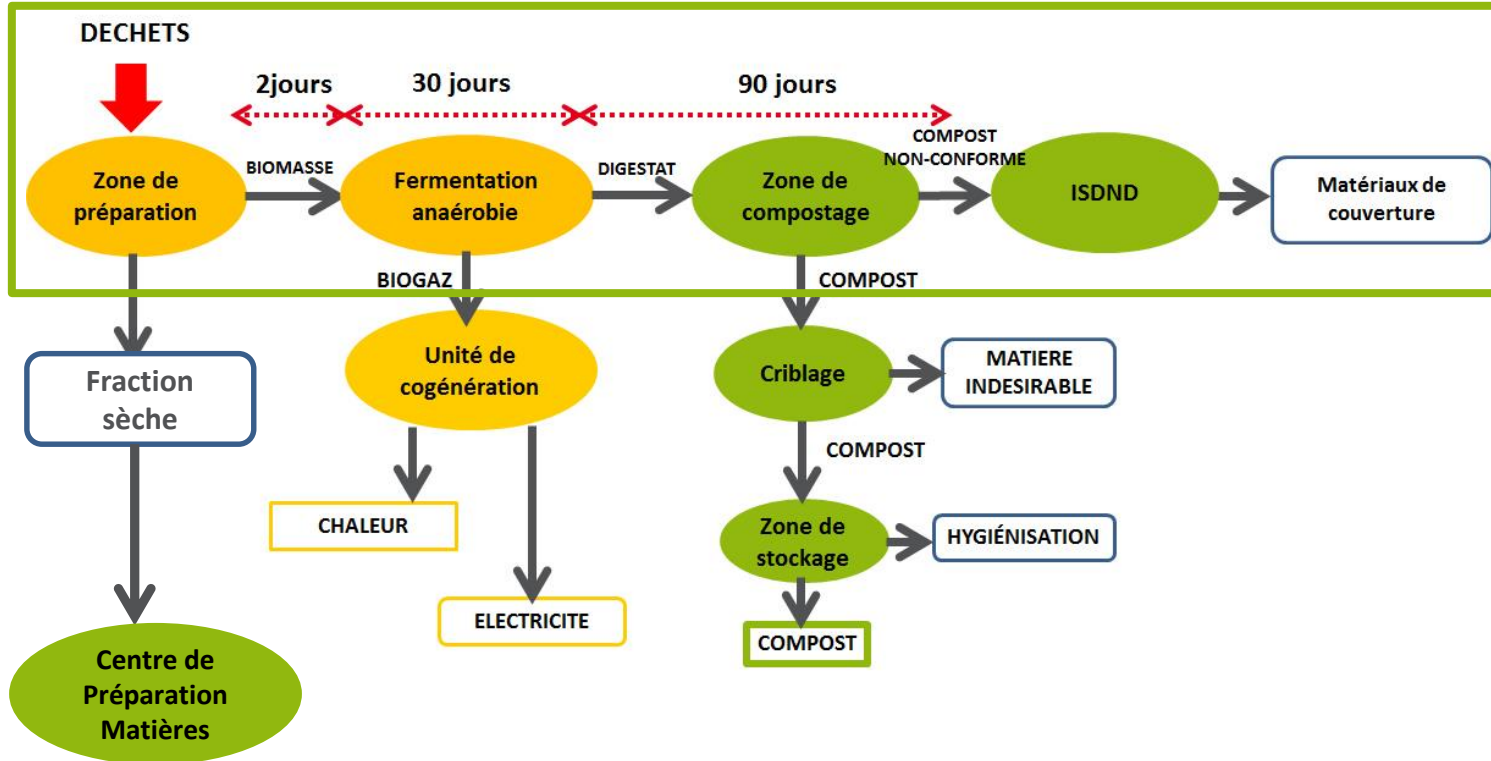 DECHETS
2jours
30 jours
90 jours
Zone de
préparation
BIOMASSE
Fermentation
anaérobie
DIGESTAT
Zone de
compostage
COMPOST
NON-CONFORME
ISDND
Matériaux de
couverture
BIOGAZ
COMPOST
Fraction
sèche
Unité de
cogénération
Criblage
MATIERE
INDESIRABLE
COMPOST
CHALEUR
Zone de
stockage
HYGIÉNISATION
ELECTRICITE
COMPOST
Centre de
Préparation
Matières